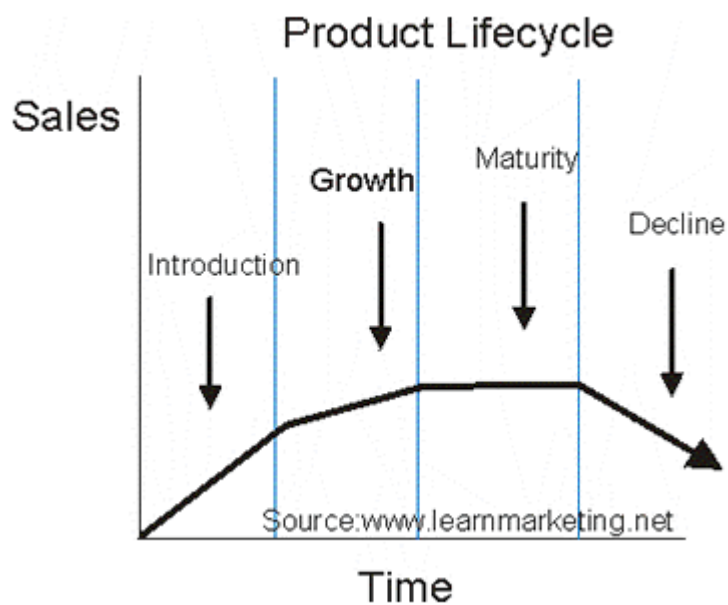 Product Lifecycle
Sales
Maturity
Growth
Decline
Introduction
Source:www.learnmarketing.net
Time